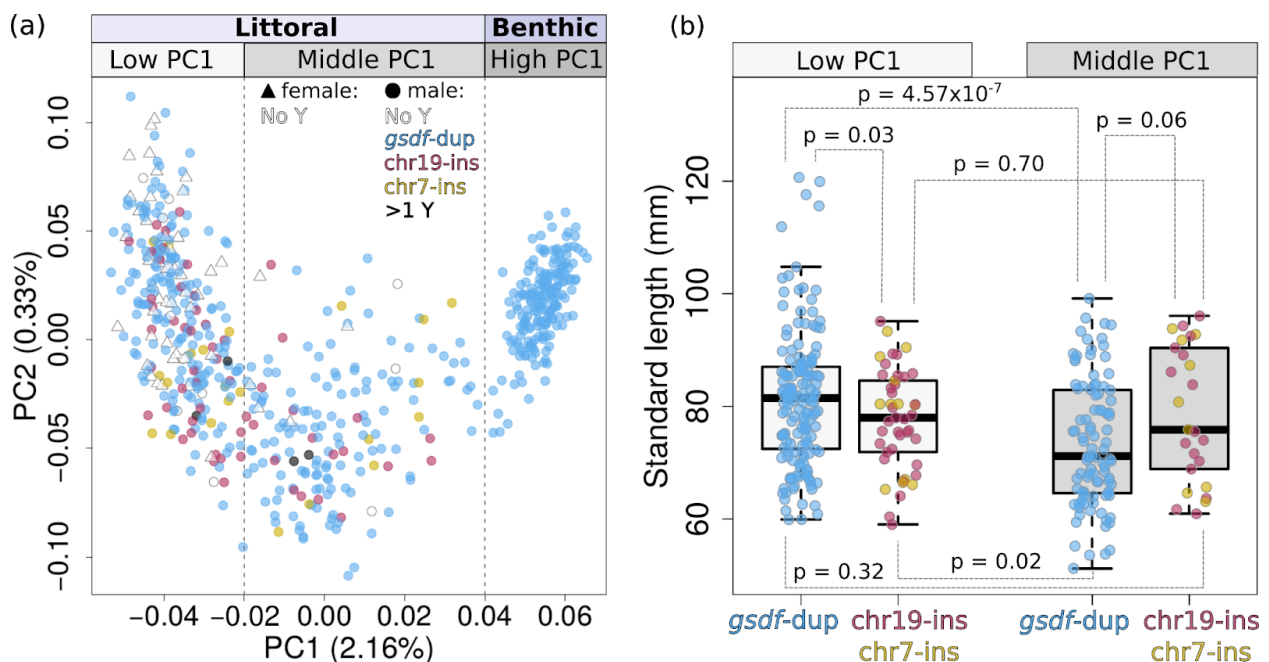 (a)
Littoral Benthic
Low PC1 Middle PC1 High PC1
▲ female: ● male:
No Y No Y
gsdf-dup
chr19-ins
chr7-ins
>1 Y
PC2 (0.33%)
0.10
0.05
0.00
−0.05
−0.10
−0.04 −0.02 0.00 0.02 0.04 0.06
PC1 (2.16%)
(b)
Low PC1 Middle PC1
p = 4.57x10-7
p = 0.03 p = 0.06
p = 0.70
Standard length (mm)
120
100
80
60
p = 0.32 p = 0.02
gsdf-dup chr19-ins gsdf-dup chr19-ins
chr7-ins chr7-ins